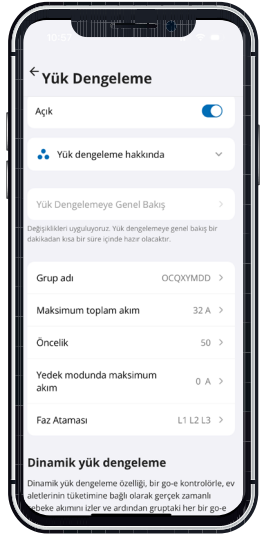 Yük Dengeleme
Açık
Yük dengeleme hakkında
Yük Dengelemeye Genel Bakış
Değişiklikleri uyguluyoruz. Yük dengelemeye genel bakış bir
dakikadan kısa bir süre içinde hazır olacaktır.
Grup adı OCQXYMDD
Maksimum toplam akım 32 A
Öncelik 50
Yedek modunda maksimum
akım 0 A
Faz Ataması L1 L2 L3
Dinamik yük dengeleme
Dinamik yük dengeleme özelliği, bir go-e kontrolörle, ev
aletlerinin tüketimine bağlı olarak gerçek zamanlı
şebeke akımını izler ve ardından gruptaki her bir go-e